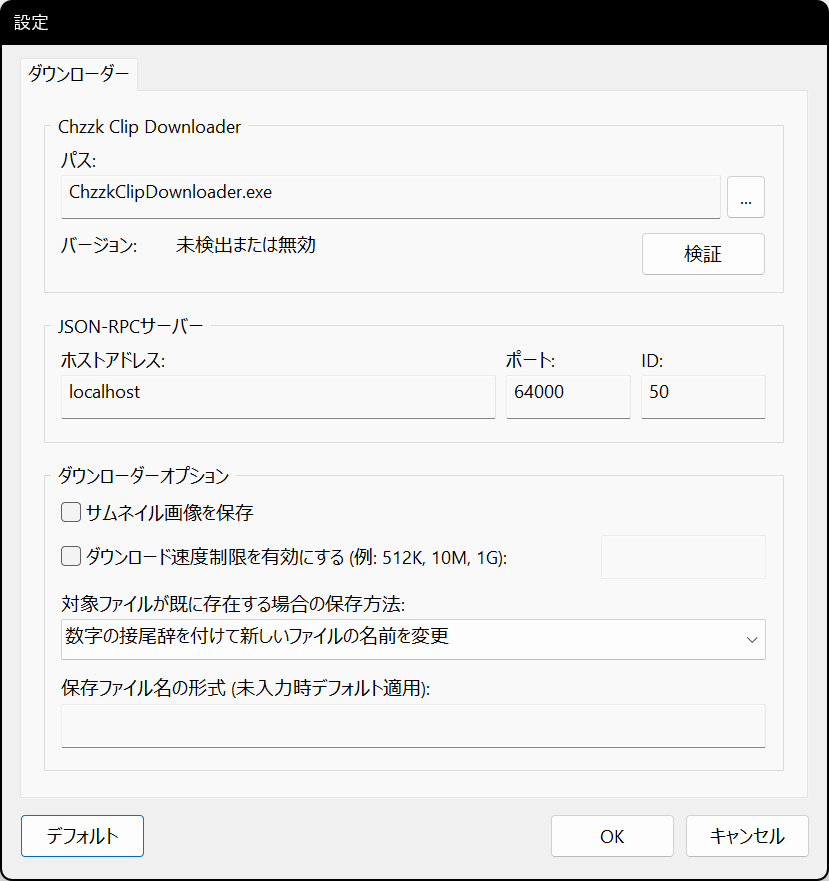 設定
ダウンローダー
Chzzk Clip Downloader
パス:
ChzzkClipDownloader.exe
...
バージョン: 未検出または無効
検証
JSON-RPCサーバー
ホストアドレス: ポート: ID:
localhost 64000 50
ダウンローダーオプション
サムネイル画像を保存
ダウンロード速度制限を有効にする (例: 512K, 10M, 1G):
対象ファイルが既に存在する場合の保存方法:
数字の接尾辞を付けて新しいファイルの名前を変更
保存ファイル名の形式 (未入力時デフォルト適用):
デフォルト OK キャンセル